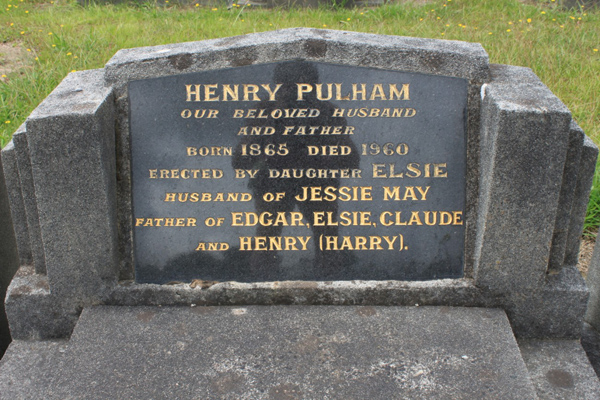 HENRY PULHAM
OUR BELOVED HUSBAND
AND FATHER
BORN 1865 DIED 1960
ERECTED BY DAUGHTER ELSIE
HUSBAND OF JESSIE MAY
FATHER OF EDGAR, ELSIE, CLAUDE
AND HENRY (HARRY).